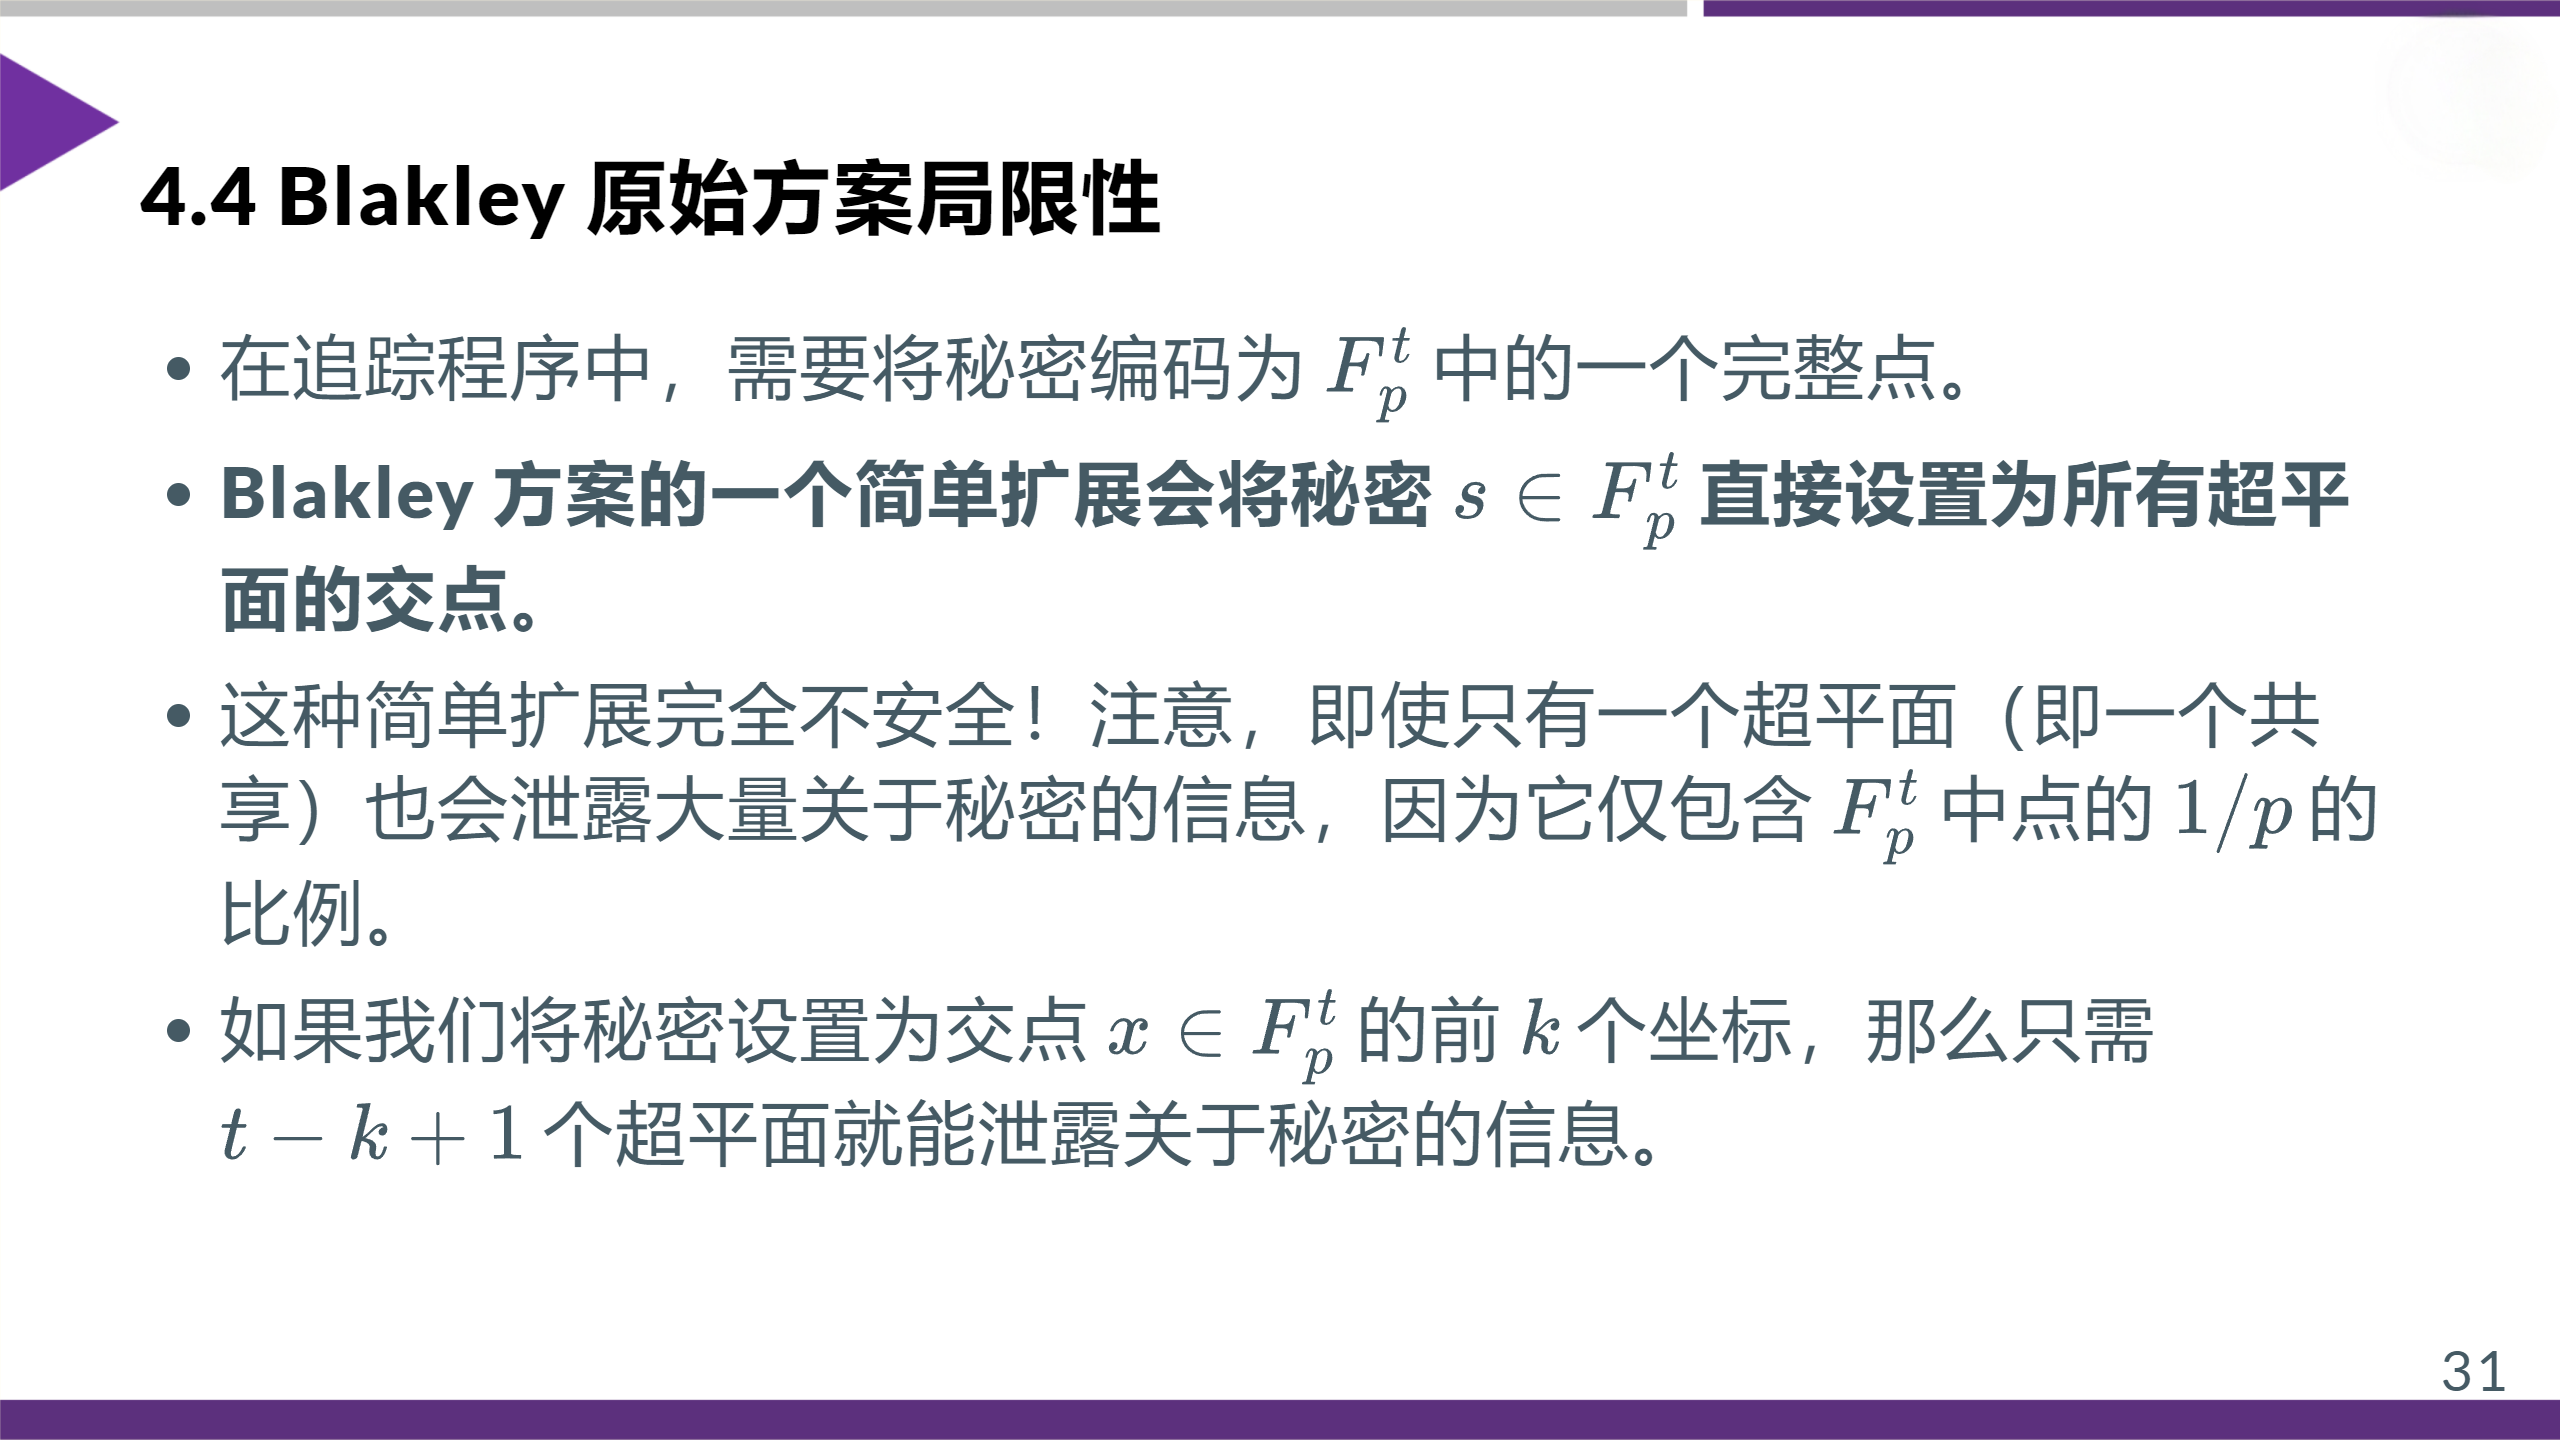 4.4 Blakley 原始方案局限性
• 在追踪程序中，需要将秘密编码为 $F_p^t$ 中的一个完整点。
• Blakley 方案的一个简单扩展会将秘密 $s \in F_p^t$ 直接设置为所有超平
面的交点。
• 这种简单扩展完全不安全！注意，即使只有一个超平面（即一个共
享）也会泄露大量关于秘密的信息，因为它仅包含 $F_p^t$ 中点的 $1/p$ 的
比例。
• 如果我们将秘密设置为交点 $x \in F_p^t$ 的前 $k$ 个坐标，那么只需
$t - k + 1$ 个超平面就能泄露关于秘密的信息。
31